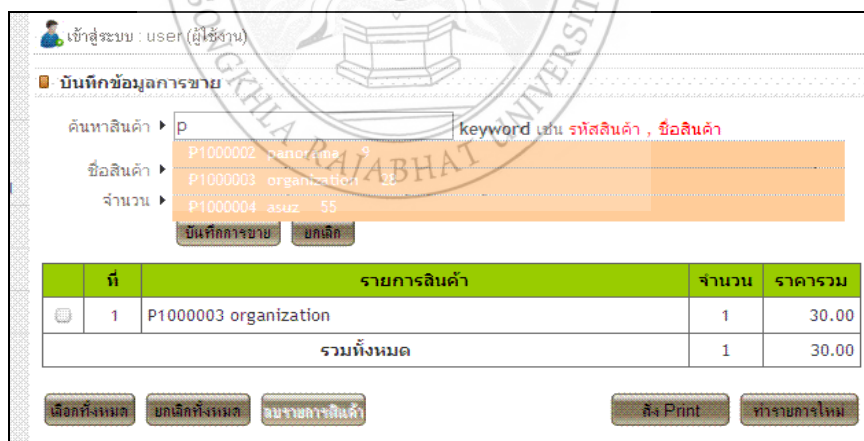 เข้าสู่ระบบ : user (ผู้ใช้งาน)
บันทึกข้อมูลการขาย
ค้นหาสินค้า p keyword เช่น รหัสสินค้า , ชื่อสินค้า
P1000002 panorama 9
ชื่อสินค้า
P1000003 organization 28
จำนวน
P1000004 asuz 55
บันทึกการขาย ยกเลิก
ที่ รายการสินค้า จำนวน ราคารวม
1 P1000003 organization 1 30.00
รวมทั้งหมด 1 30.00
เลือกทั้งหมด ยกเลิกทั้งหมด ลบรายการสินค้า สั่ง Print ทำรายการใหม่
SONGKHLA RAJABHAT UNIVERSIT